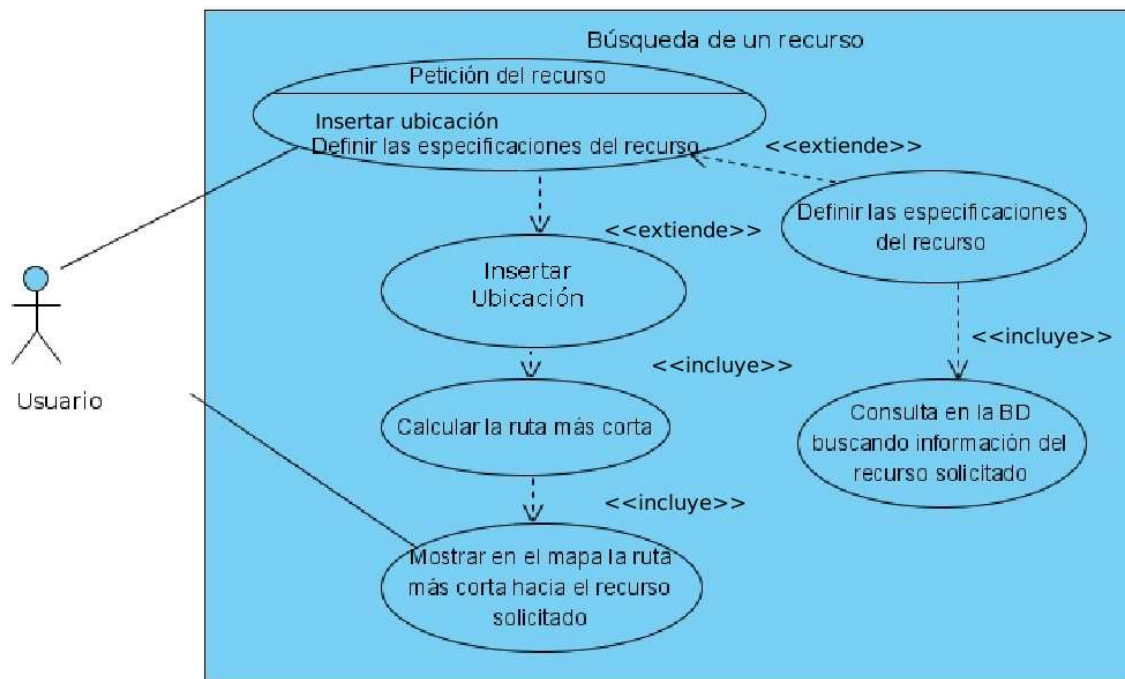 Búsqueda de un recurso
Petición del recurso
Insertar ubicación
Definir las especificaciones del recurso
<<extiende>>
Definir las especificaciones
del recurso
<<extiende>>
Insertar
Ubicación
<<incluye>>
<<incluye>>
Usuario
Calcular la ruta más corta
Consulta en la BD
buscando información del
recurso solicitado
<<incluye>>
Mostrar en el mapa la ruta
más corta hacia el recurso
solicitado